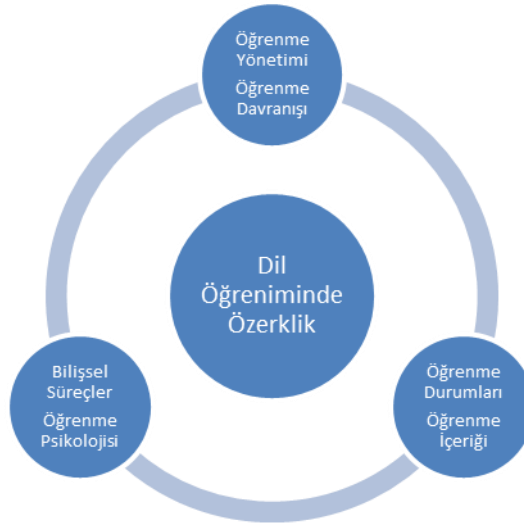 Öğrenme
Yönetimi
Öğrenme
Davranışı
Dil
Öğreniminde
Özerklik
Bilişsel
Süreçler
Öğrenme
Psikolojisi
Öğrenme
Durumları
Öğrenme
İçeriği